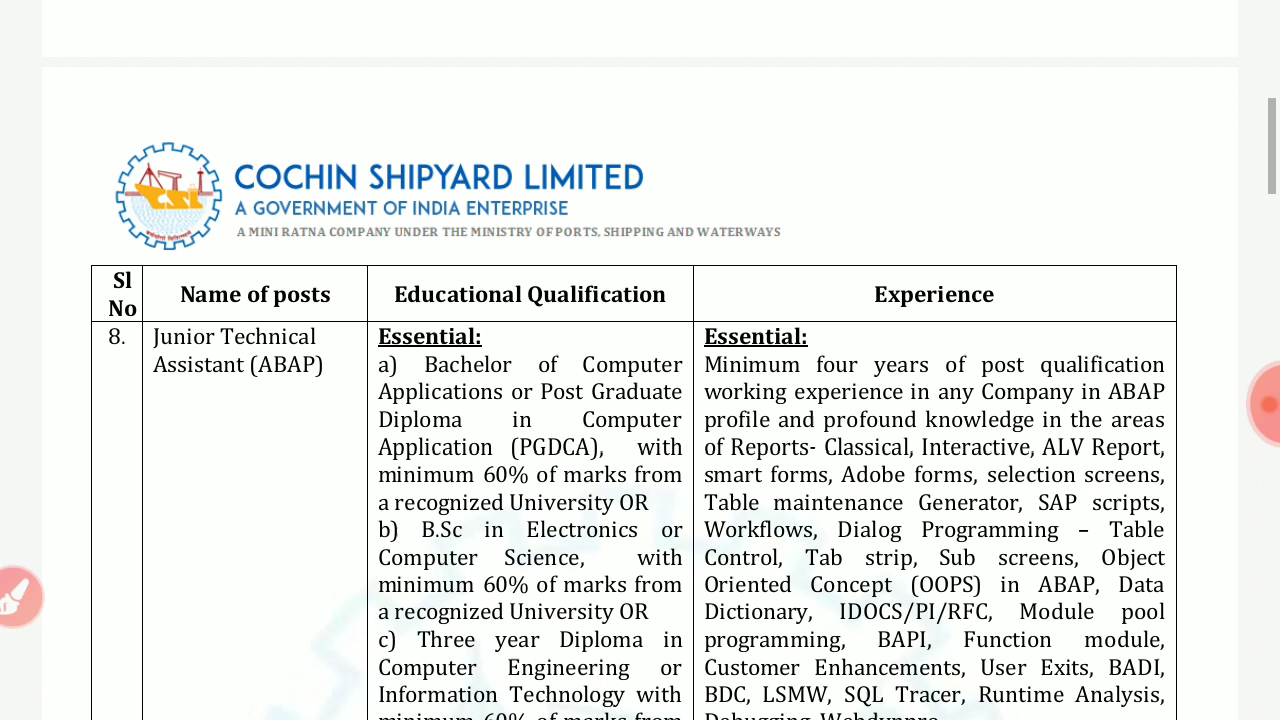 COCHIN SHIPYARD LIMITED
A GOVERNMENT OF INDIA ENTERPRISE
A MINI RATNA COMPANY UNDER THE MINISTRY OF PORTS, SHIPPING AND WATERWAYS
Sl No
Name of posts
Educational Qualification
Experience
8.
Junior Technical
Assistant (ABAP)
Essential:
a) Bachelor of Computer
Applications or Post Graduate
Diploma in Computer
Application (PGDCA), with
minimum 60% of marks from
a recognized University OR
b) B.Sc in Electronics or
Computer Science, with
minimum 60% of marks from
a recognized University OR
c) Three year Diploma in
Computer Engineering or
Information Technology with
minimum 60% of marks from
Essential:
Minimum four years of post qualification
working experience in any Company in ABAP
profile and profound knowledge in the areas
of Reports- Classical, Interactive, ALV Report,
smart forms, Adobe forms, selection screens,
Table maintenance Generator, SAP scripts,
Workflows, Dialog Programming – Table
Control, Tab strip, Sub screens, Object
Oriented Concept (OOPS) in ABAP, Data
Dictionary, IDOCS/PI/RFC, Module pool
programming, BAPI, Function module,
Customer Enhancements, User Exits, BADI,
BDC, LSMW, SQL Tracer, Runtime Analysis,
Debugging, Webdynpro